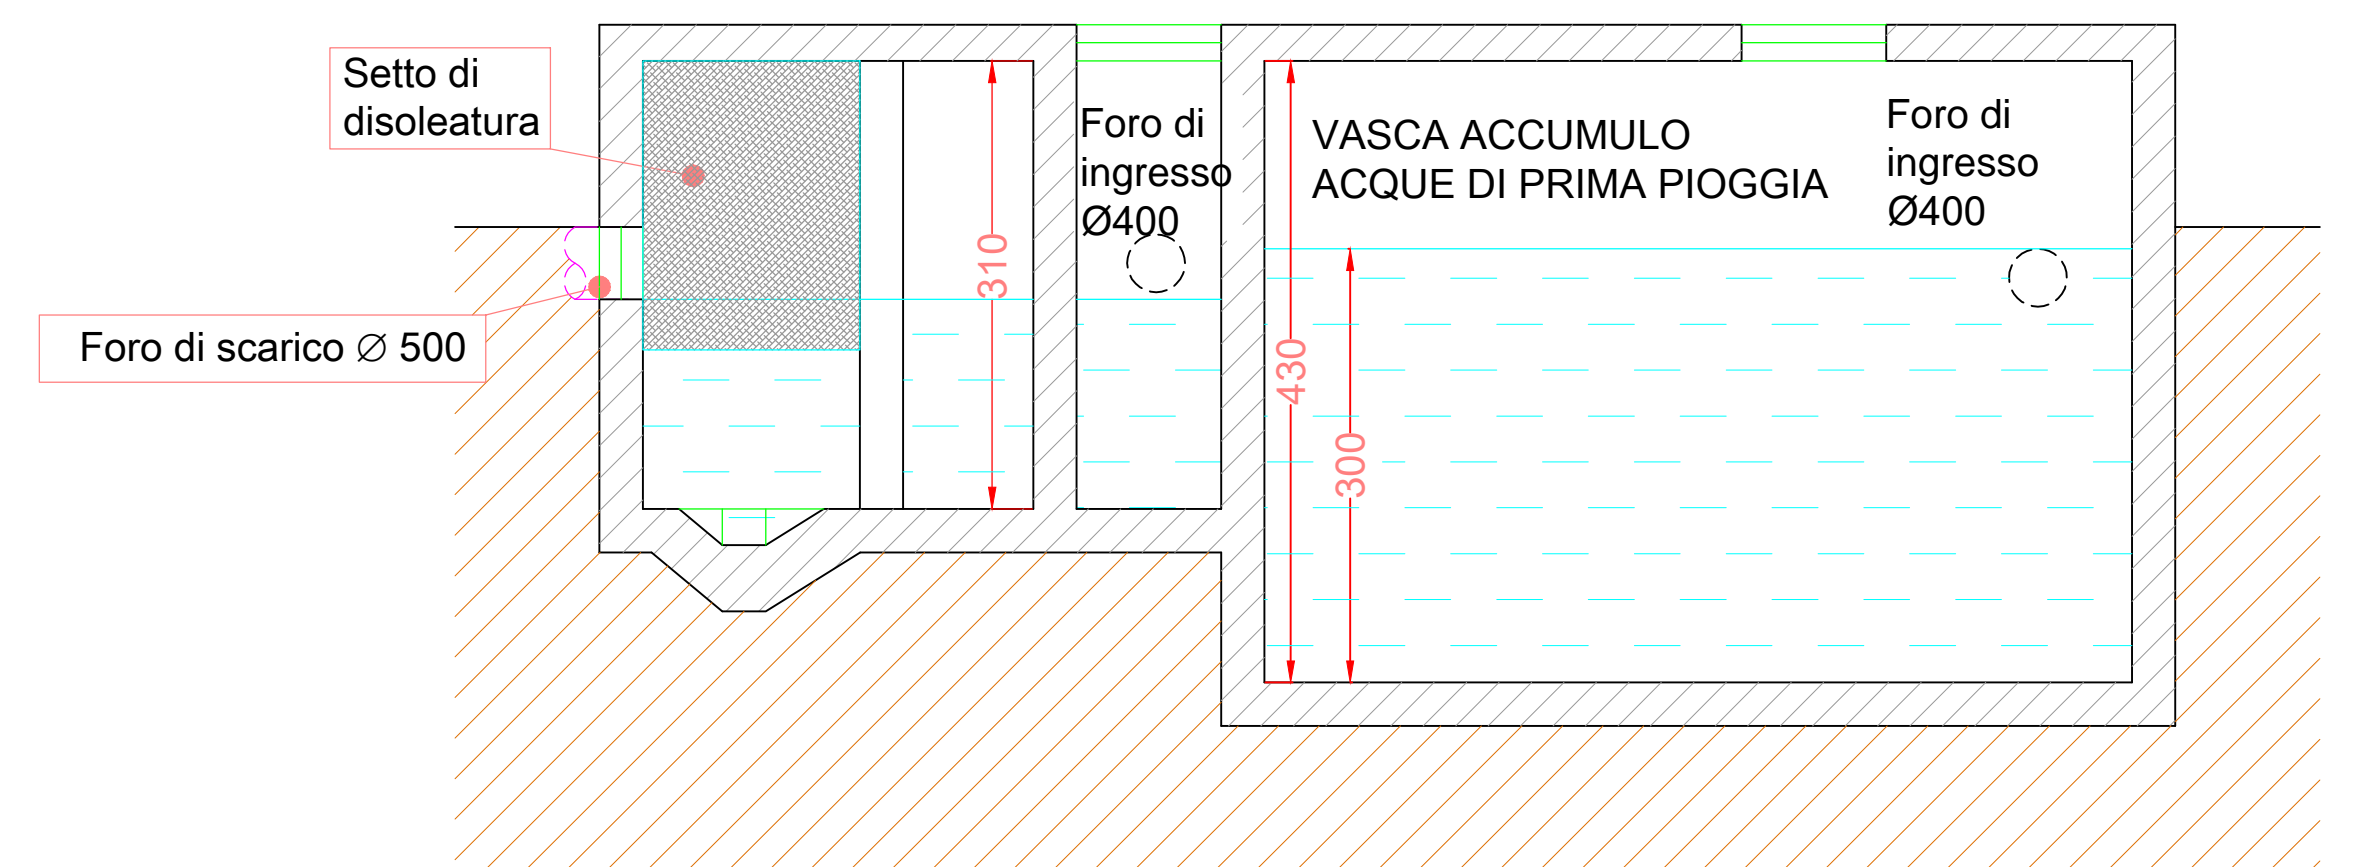 Setto di
disoleatura
Foro di scarico ∅ 500
310
Foro di
ingresso
Ø400
VASCA ACCUMULO
ACQUE DI PRIMA PIOGGIA
430
300
Foro di
ingresso
Ø400